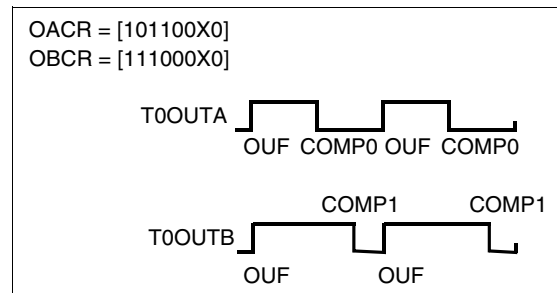 OACR = [101100X0]
OBCR = [111000X0]
T0OUTA
OUF COMP0 OUF COMP0
COMP1 COMP1
T0OUTB
OUF OUF